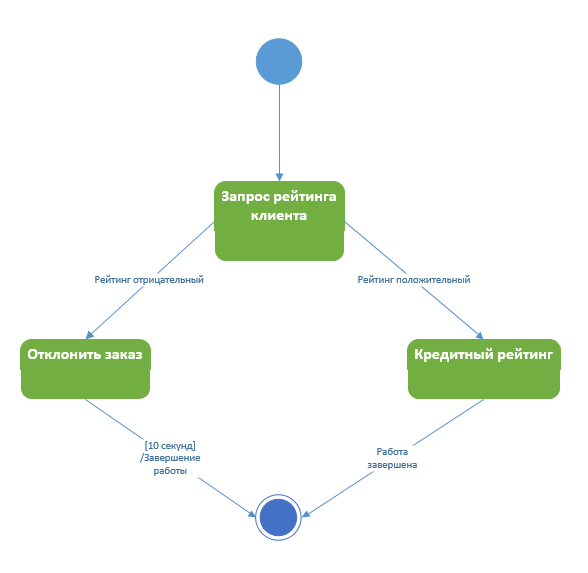 Запрос рейтинга
клиента
Рейтинг отрицательный
Рейтинг положительный
Отклонить заказ
Кредитный рейтинг
[10 секунд]
/Завершение
работы
Работа
завершена